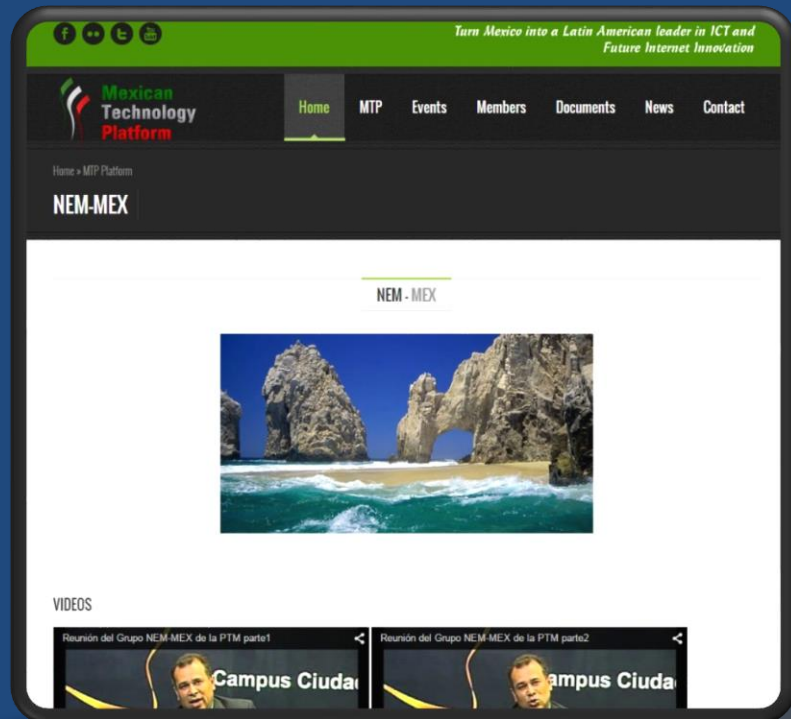 Turn Mexico into a Latin American leader in ICT and
Future Internet Innovation
Mexican
Technology
Platform
Home MTP Events Members Documents News Contact
Home » MTP Platform
NEM-MEX
NEM - MEX
VIDEOS
Reunión del Grupo NEM-MEX de la PTM parte1
Reunión del Grupo NEM-MEX de la PTM parte2
Campus Ciuda
ampus Ciuda